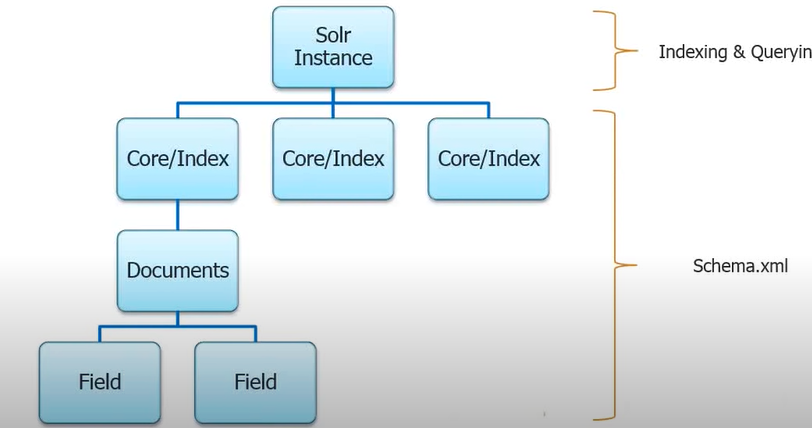 Solr
Instance
Indexing & Queryin
Core/Index
Core/Index
Core/Index
Documents
Schema.xml
Field
Field